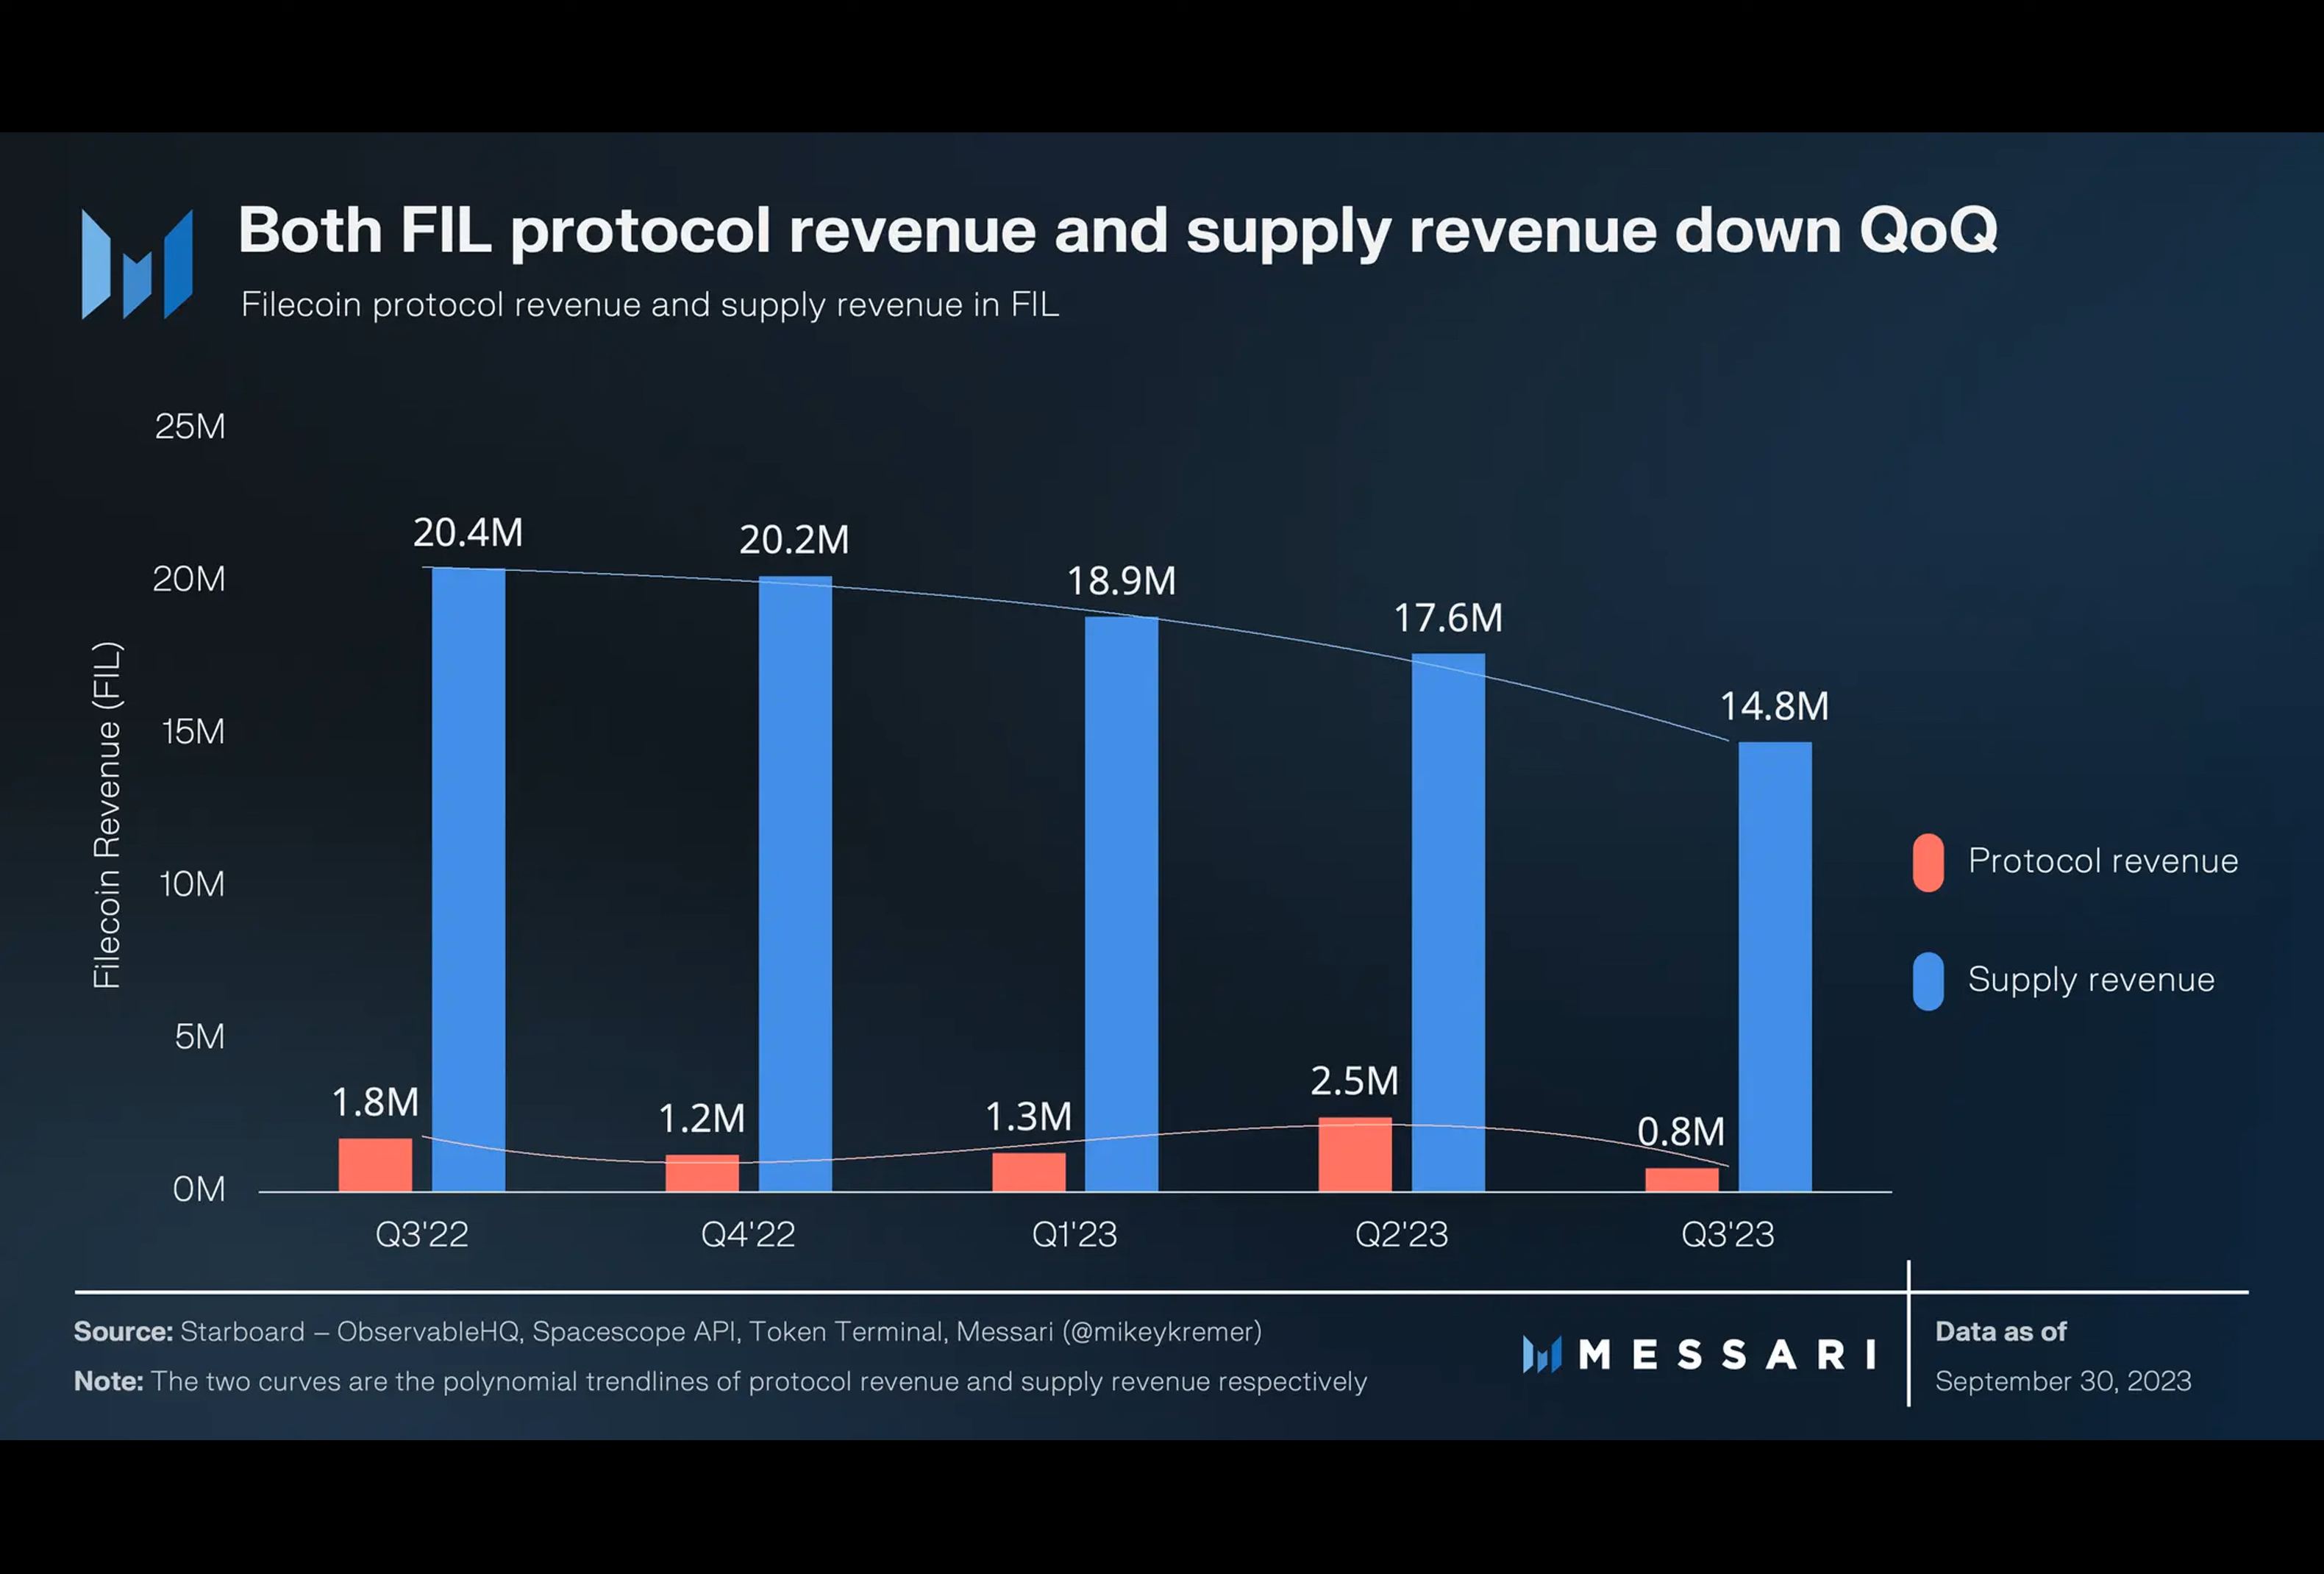 Both FIL protocol revenue and supply revenue down QoQ
Filecoin protocol revenue and supply revenue in FIL
25M
20M
15M
10M
5M
0M
Filecoin Revenue (FIL)
20.4M
20.2M
18.9M
17.6M
14.8M
1.8M
1.2M
1.3M
2.5M
0.8M
Q3'22
Q4'22
Q1'23
Q2'23
Q3'23
Protocol revenue
Supply revenue
Source: Starboard – ObservableHQ, Spacescope API, Token Terminal, Messari (@mikeykremer)
Note: The two curves are the polynomial trendlines of protocol revenue and supply revenue respectively
MESSARI
Data as of
September 30, 2023